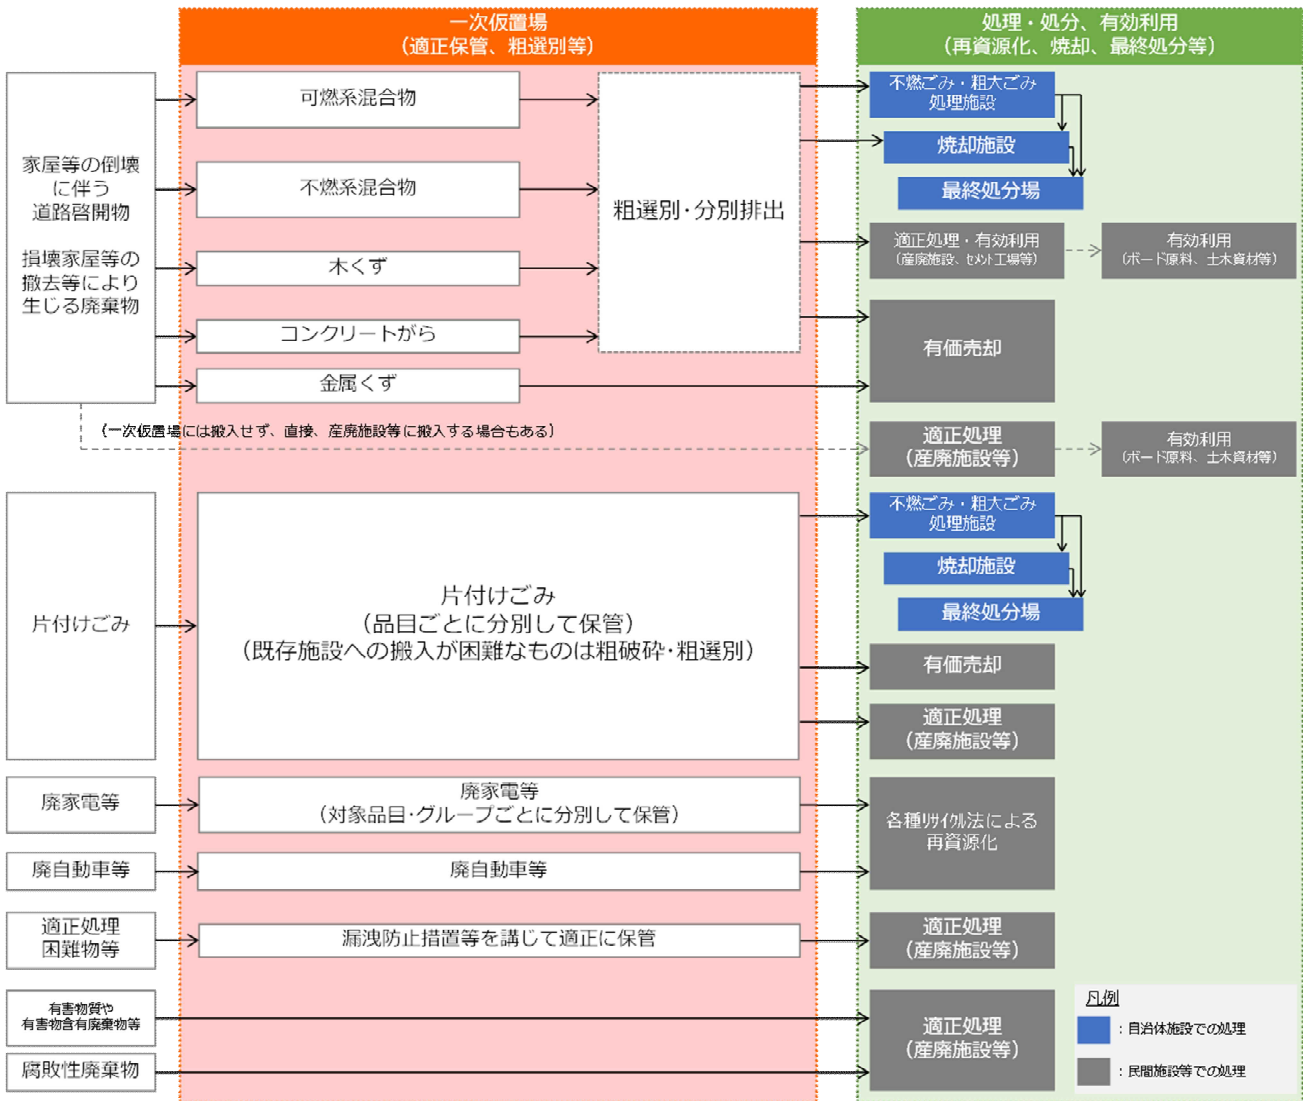 一次仮置場
（適正保管、粗選別等）
処理・処分、有効利用
（再資源化、焼却、最終処分等）
家屋等の倒壊
に伴う
道路啓開物
損壊家屋等の
撤去等により
生じる廃棄物
可燃系混合物
不燃系混合物
木くず
コンクリートがら
金属くず
粗選別・分別排出
不燃ごみ・粗大ごみ
処理施設
焼却施設
最終処分場
適正処理・有効利用
（産廃施設、ｾﾒﾝﾄ工場等）
有効利用
（ボード原料、土木資材等）
有価売却
（一次仮置場には搬入せず、直接、産廃施設等に搬入する場合もある）
適正処理
（産廃施設等）
有効利用
（ボード原料、土木資材等）
片付けごみ
片付けごみ
（品目ごとに分別して保管）
（既存施設への搬入が困難なものは粗破砕・粗選別）
不燃ごみ・粗大ごみ
処理施設
焼却施設
最終処分場
有価売却
適正処理
（産廃施設等）
廃家電等
廃家電等
（対象品目・グループごとに分別して保管）
各種ﾘｻｲｸﾙ法による
再資源化
廃自動車等
廃自動車等
適正処理
困難物等
漏洩防止措置等を講じて適正に保管
適正処理
（産廃施設等）
有害物質や
有害物含有廃棄物等
腐敗性廃棄物
適正処理
（産廃施設等）
凡例
：自治体施設での処理
：民間施設等での処理